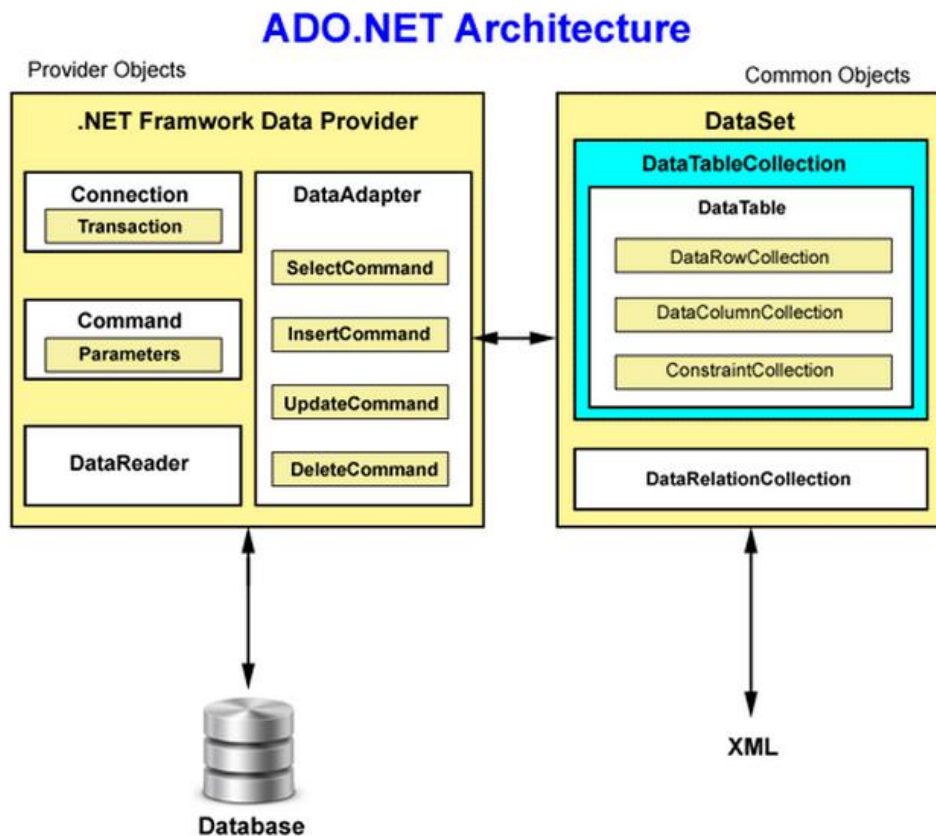 ADO.NET Architecture
Provider Objects
Common Objects
.NET Framwork Data Provider
Connection
Transaction
Command
Parameters
DataReader
DataAdapter
SelectCommand
InsertCommand
UpdateCommand
DeleteCommand
DataSet
DataTableCollection
DataTable
DataRowCollection
DataColumnCollection
ConstraintCollection
DataRelationCollection
Database
XML